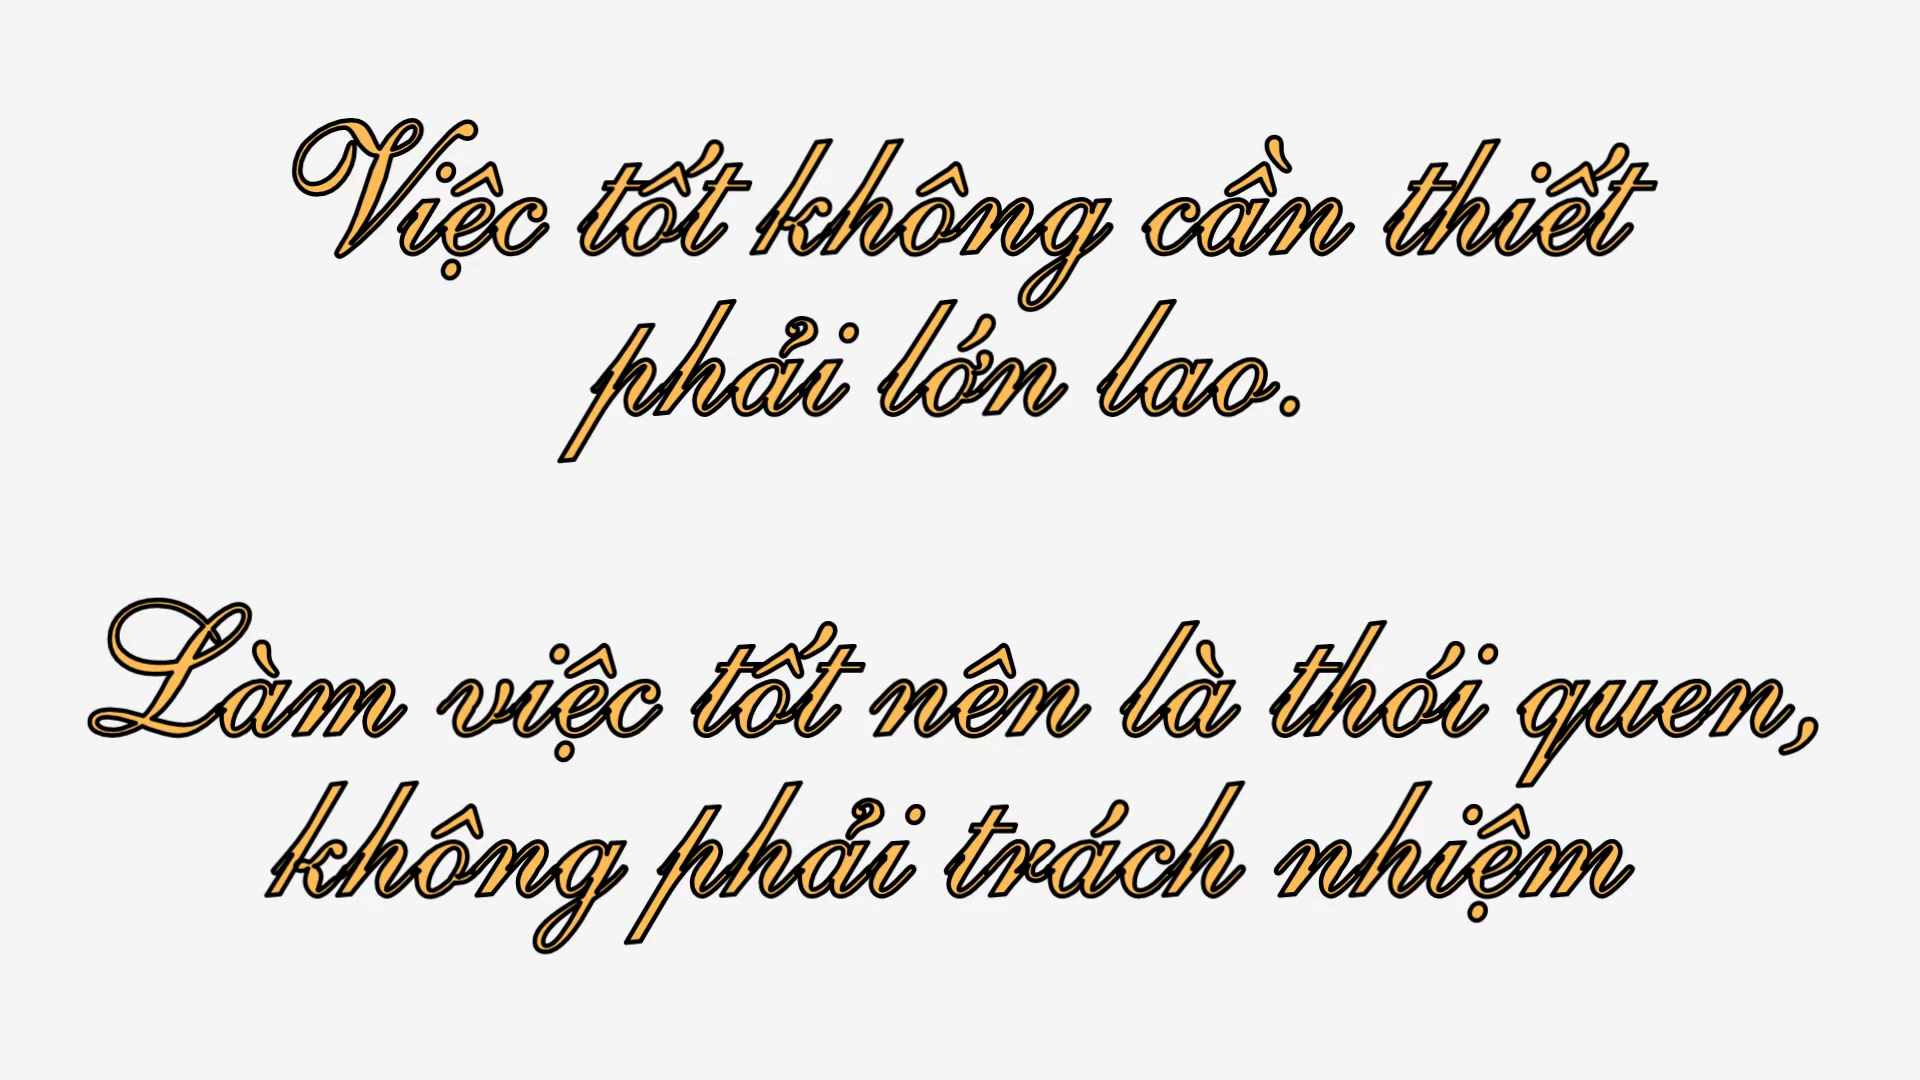 Việc tốt không cần thiết
phải lớn lao.
Làm việc tốt nên là thói quen,
không phải trách nhiệm